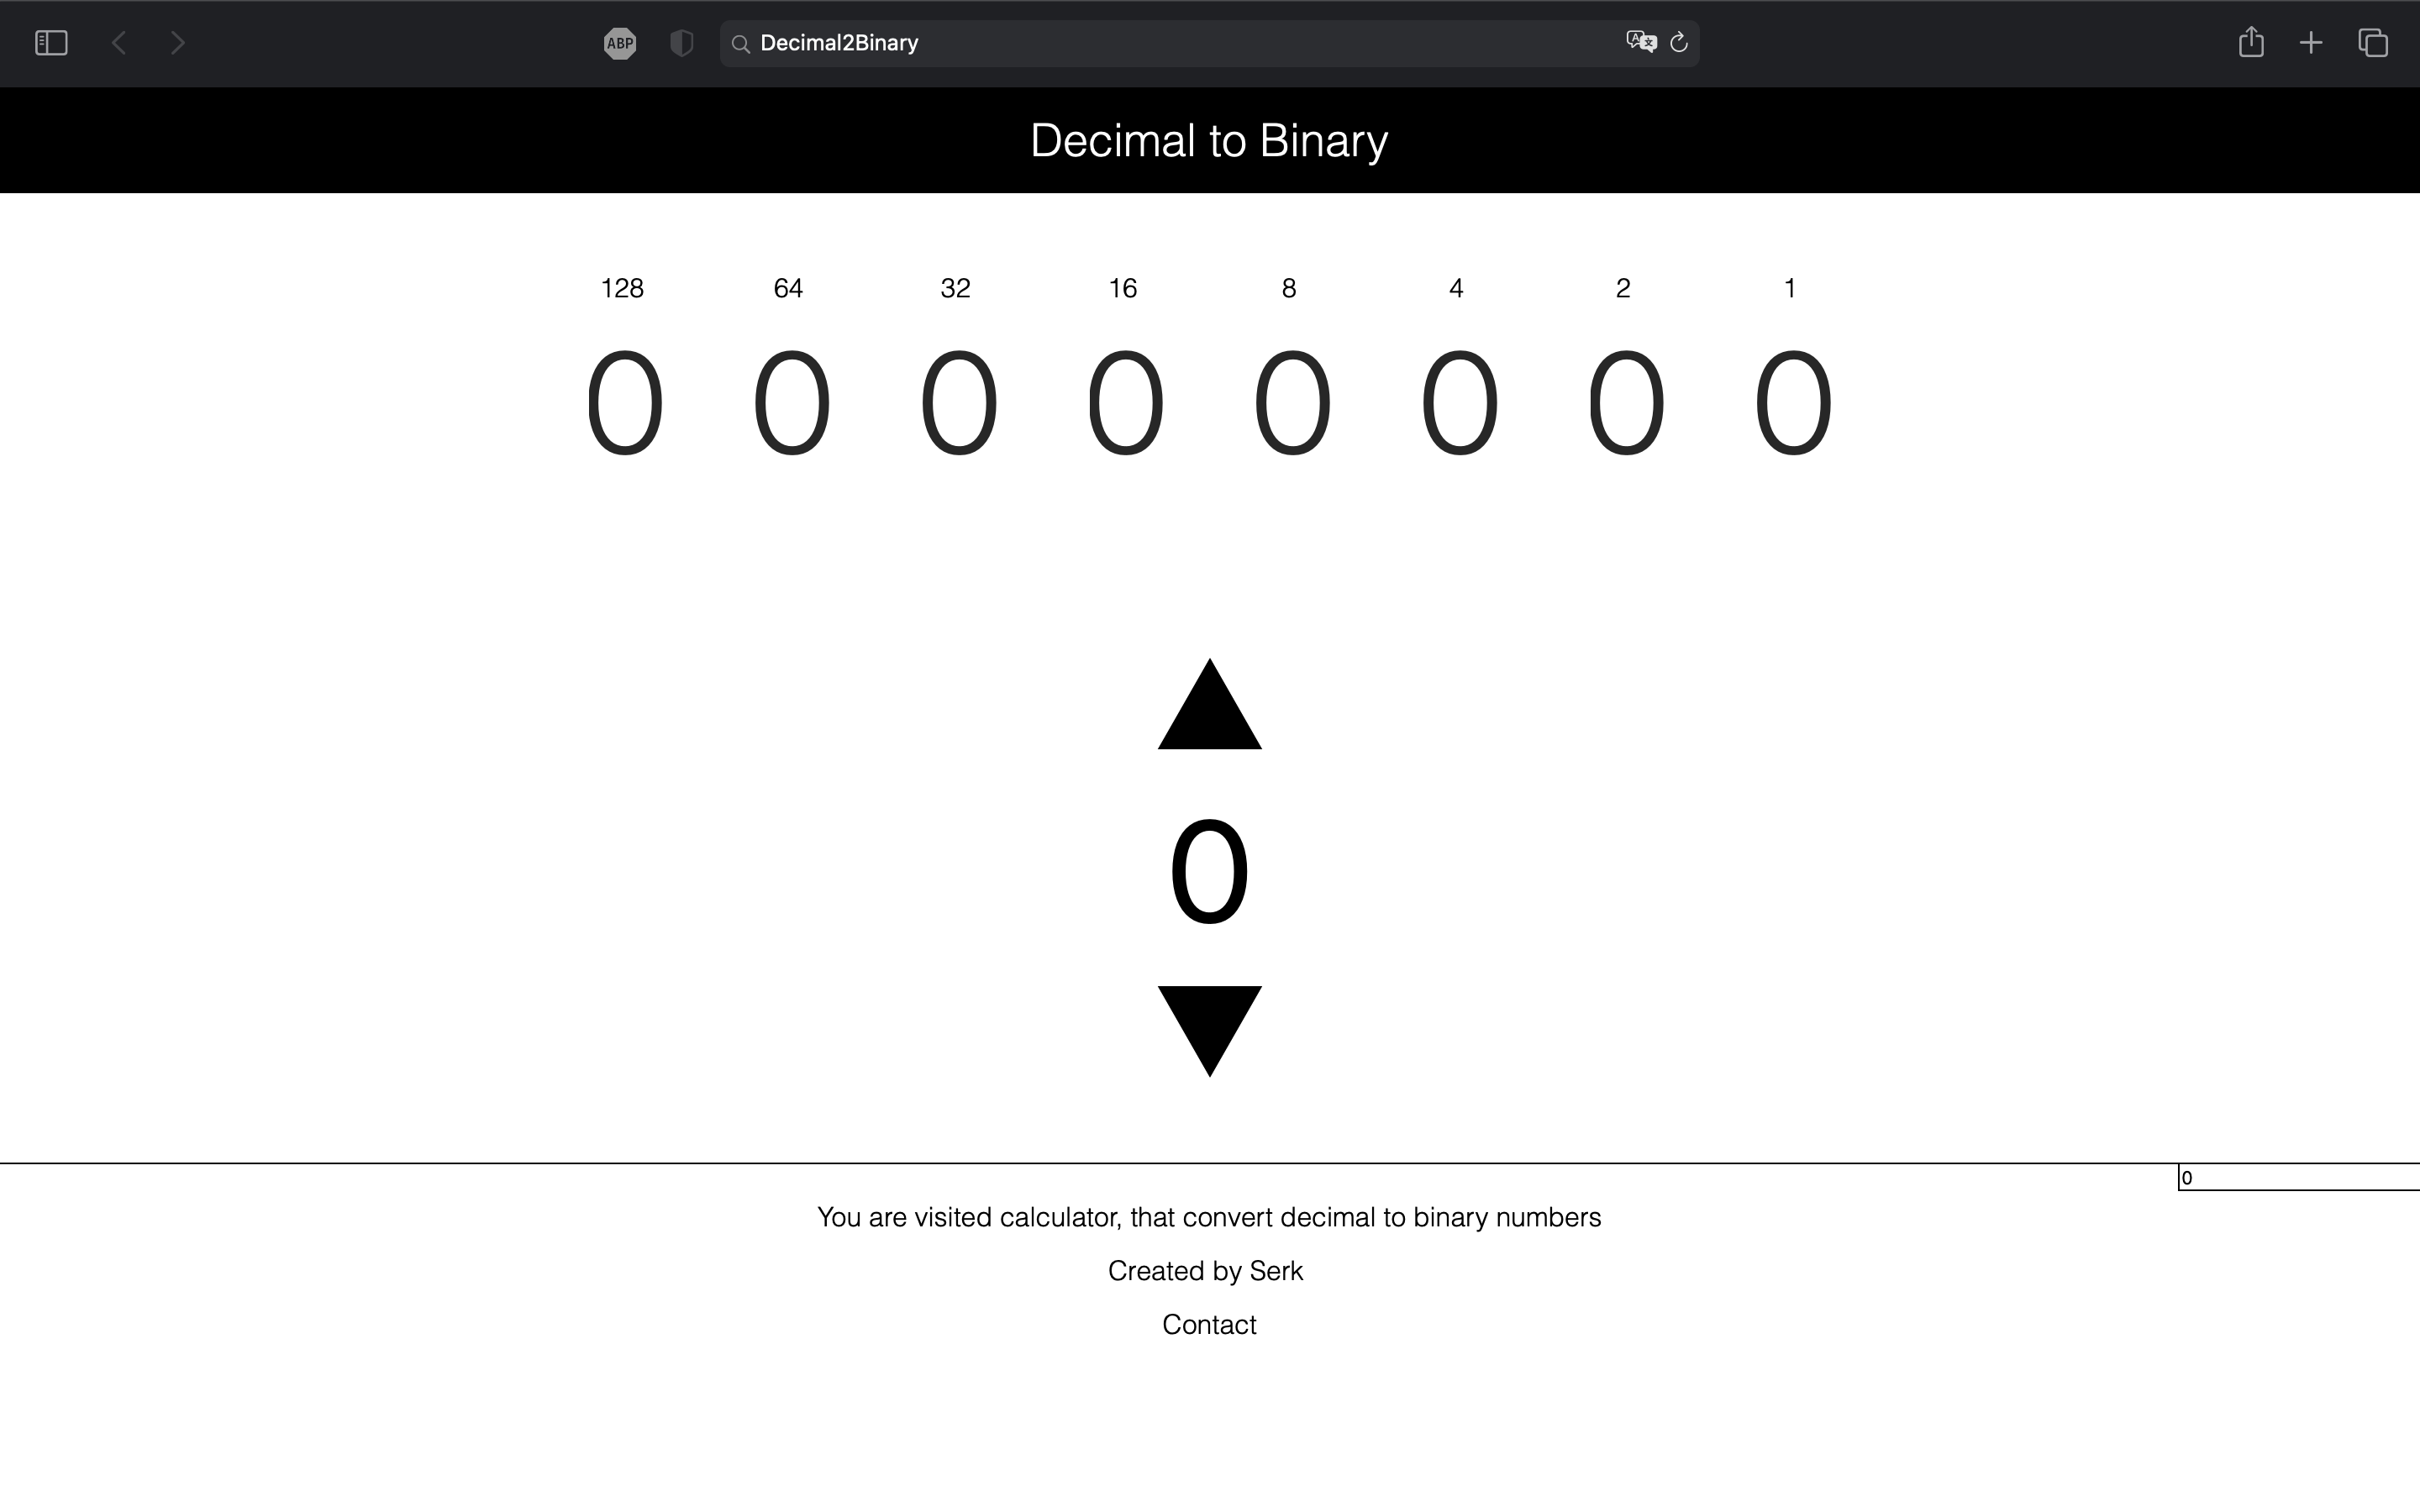 ABP
Decimal2Binary
Decimal to Binary
128 64 32 16 8 4 2 1
0 0 0 0 0 0 0 0
0
0
You are visited calculator, that convert decimal to binary numbers
Created by Serk
Contact